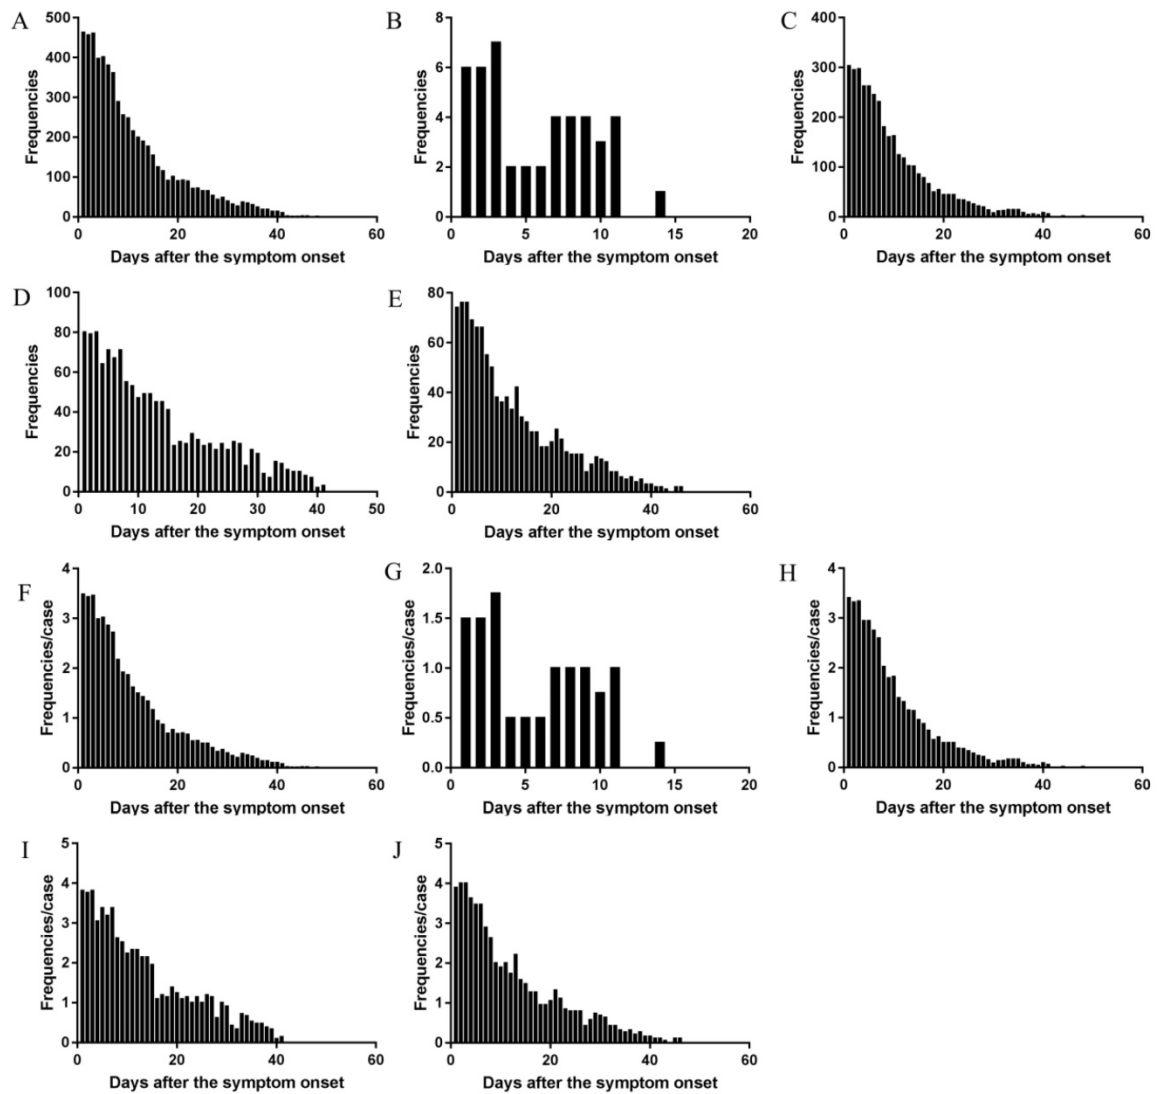 A
500
400
300
200
100
0
Frequencies
0 20 40 60
Days after the symptom onset
B
8
6
4
2
0
Frequencies
0 5 10 15 20
Days after the symptom onset
C
400
300
200
100
0
Frequencies
0 20 40 60
Days after the symptom onset
D
100
80
60
40
20
0
Frequencies
0 10 20 30 40 50
Days after the symptom onset
E
80
60
40
20
0
Frequencies
0 20 40 60
Days after the symptom onset
F
4
3
2
1
0
Frequencies/case
0 20 40 60
Days after the symptom onset
G
2.0
1.5
1.0
0.5
0.0
Frequencies/case
0 5 10 15 20
Days after the symptom onset
H
4
3
2
1
0
Frequencies/case
0 20 40 60
Days after the symptom onset
I
5
4
3
2
1
0
Frequencies/case
0 20 40 60
Days after the symptom onset
J
5
4
3
2
1
0
Frequencies/case
0 20 40 60
Days after the symptom onset